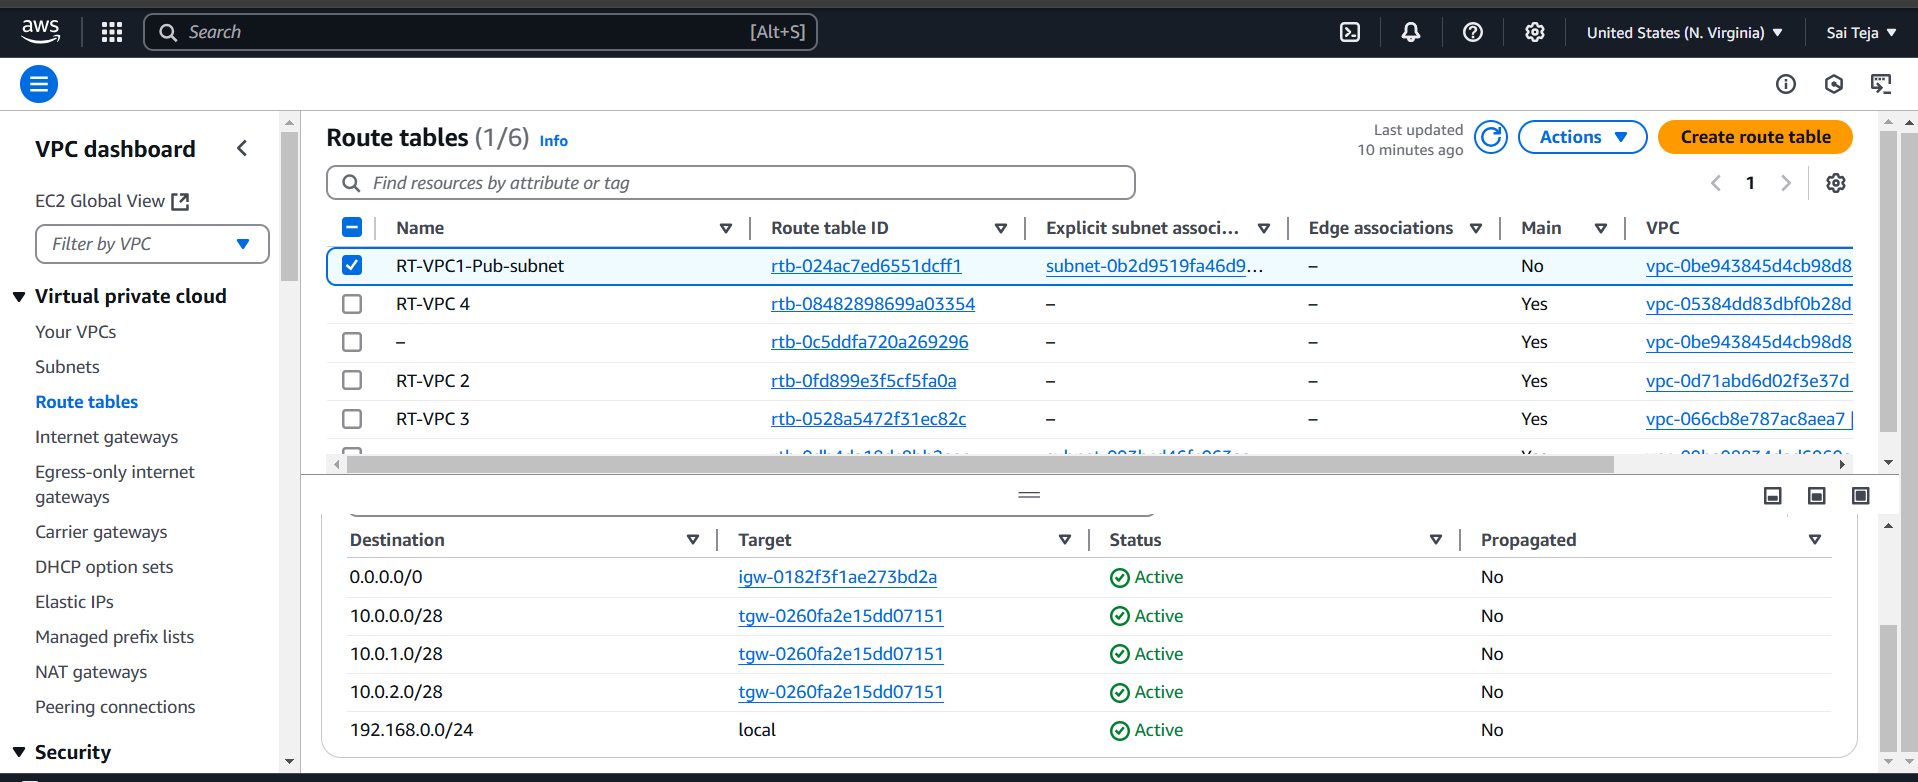 aws
Search [Alt+S]
United States (N. Virginia)
Sai Teja
VPC dashboard
EC2 Global View
Filter by VPC
Virtual private cloud
Your VPCs
Subnets
Route tables
Internet gateways
Egress-only internet
gateways
Carrier gateways
DHCP option sets
Elastic IPs
Managed prefix lists
NAT gateways
Peering connections
Security
Route tables (1/6) Info
Last updated
10 minutes ago
Actions
Create route table
Find resources by attribute or tag
1
Name Route table ID Explicit subnet associ... Edge associations Main VPC
RT-VPC1-Pub-subnet rtb-024ac7ed6551dcff1 subnet-0b2d9519fa46d9... – No vpc-0be943845d4cb98d8
RT-VPC 4 rtb-08482898699a03354 – – Yes vpc-05384dd83dbf0b28d
– rtb-0c5ddfa720a269296 – – Yes vpc-0be943845d4cb98d8
RT-VPC 2 rtb-0fd899e3f5cf5fa0a – – Yes vpc-0d71abd6d02f3e37d
RT-VPC 3 rtb-0528a5472f31ec82c – – Yes vpc-066cb8e787ac8aea7 |
Destination Target Status Propagated
0.0.0.0/0 igw-0182f3f1ae273bd2a Active No
10.0.0.0/28 tgw-0260fa2e15dd07151 Active No
10.0.1.0/28 tgw-0260fa2e15dd07151 Active No
10.0.2.0/28 tgw-0260fa2e15dd07151 Active No
192.168.0.0/24 local Active No